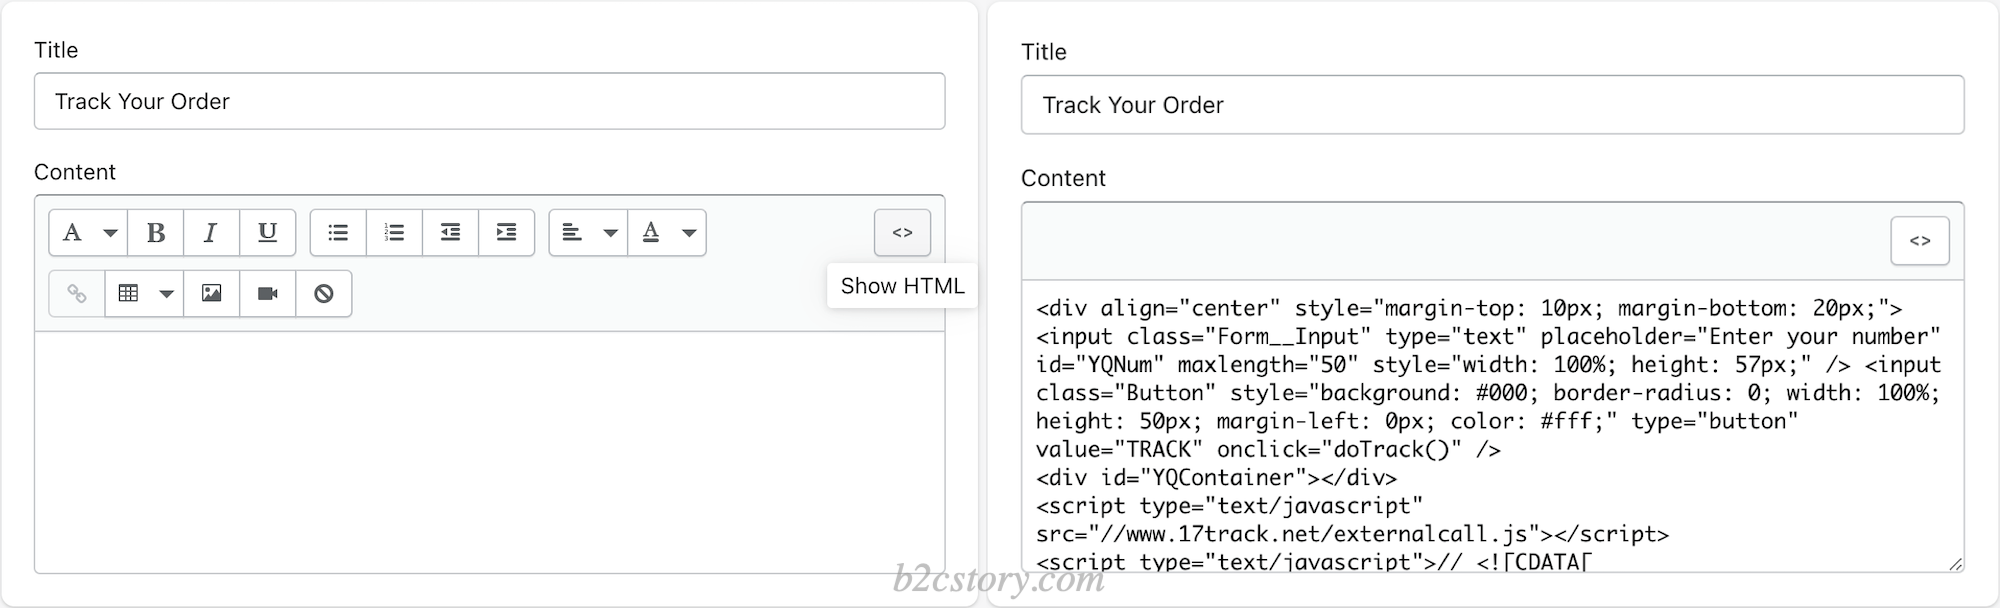 Title
Track Your Order
Content
A B I U A <>
Show HTML
Title
Track Your Order
Content
<>
<div align="center" style="margin-top: 10px; margin-bottom: 20px;">
<input class="Form__Input" type="text" placeholder="Enter your number"
id="YQNum" maxlength="50" style="width: 100%; height: 57px;" /> <input
class="Button" style="background: #000; border-radius: 0; width: 100%;
height: 50px; margin-left: 0px; color: #fff;" type="button"
value="TRACK" onclick="doTrack()" />
<div id="YQContainer"></div>
<script type="text/javascript"
src="//www.17track.net/externalcall.js"></script>
<script type="text/javascript">// <![CDATA[
b2cstory.com